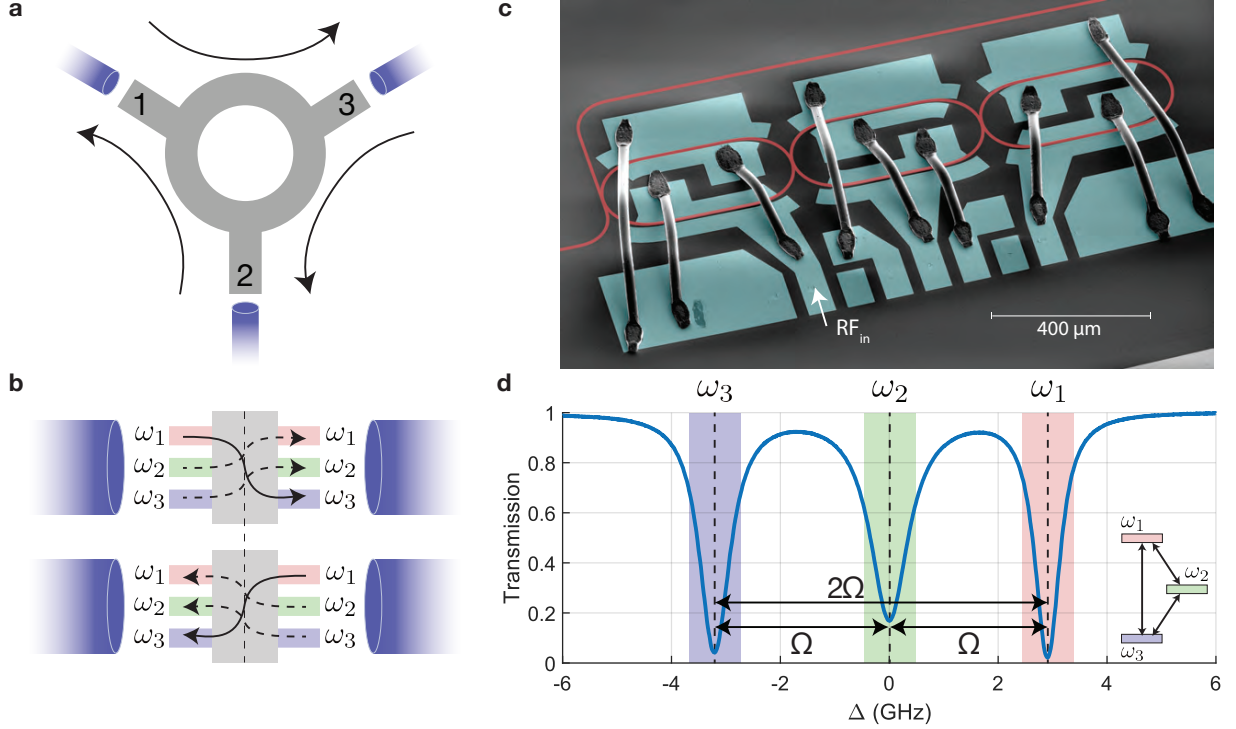 a
1
3
2
b
ω₁ ω₁
ω₂ ω₂
ω₃ ω₃
ω₁ ω₁
ω₂ ω₂
ω₃ ω₃
c
RFin
400 μm
d
ω₃ ω₂ ω₁
1
0.8
0.6
0.4
0.2
0
Transmission
2Ω
Ω Ω
ω₁
ω₂
ω₃
-6 -4 -2 0 2 4 6
Δ (GHz)